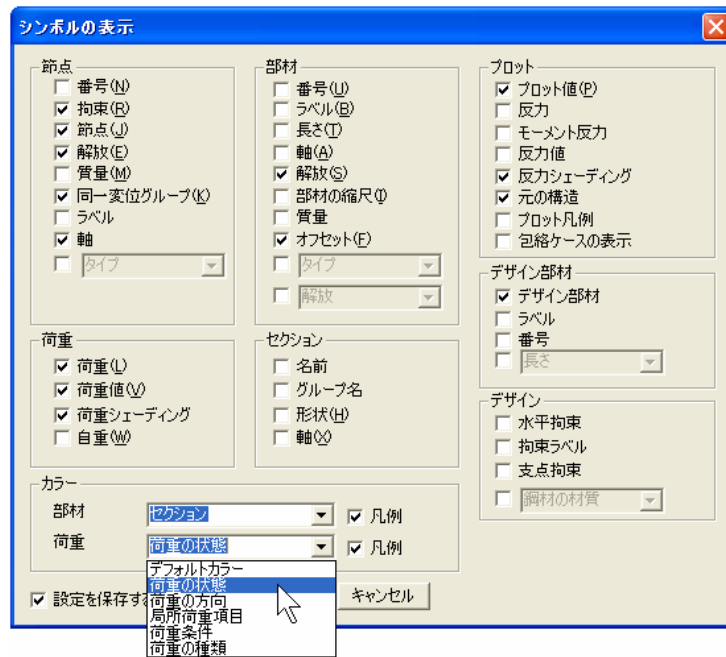 シンボルの表示
節点
番号(N)
拘束(R)
節点(J)
解放(E)
質量(M)
同一変位グループ(K)
ラベル
軸
タイプ
部材
番号(U)
ラベル(B)
長さ(T)
軸(A)
解放(S)
部材の縮尺(I)
質量
オフセット(F)
タイプ
解放
プロット
プロット値(P)
反力
モーメント反力
反力値
反力シェーディング
元の構造
プロット凡例
包絡ケースの表示
デザイン部材
デザイン部材
ラベル
番号
長さ
荷重
荷重(L)
荷重値(V)
荷重シェーディング
自重(W)
セクション
名前
グループ名
形状(H)
軸(X)
デザイン
水平拘束
拘束ラベル
支点拘束
鋼材の材質
カラー
部材
セクション
凡例
荷重
荷重の状態
凡例
デフォルトカラー
荷重の状態
荷重の方向
局所荷重項目
荷重条件
荷重の種類
設定を保存す
キャンセル